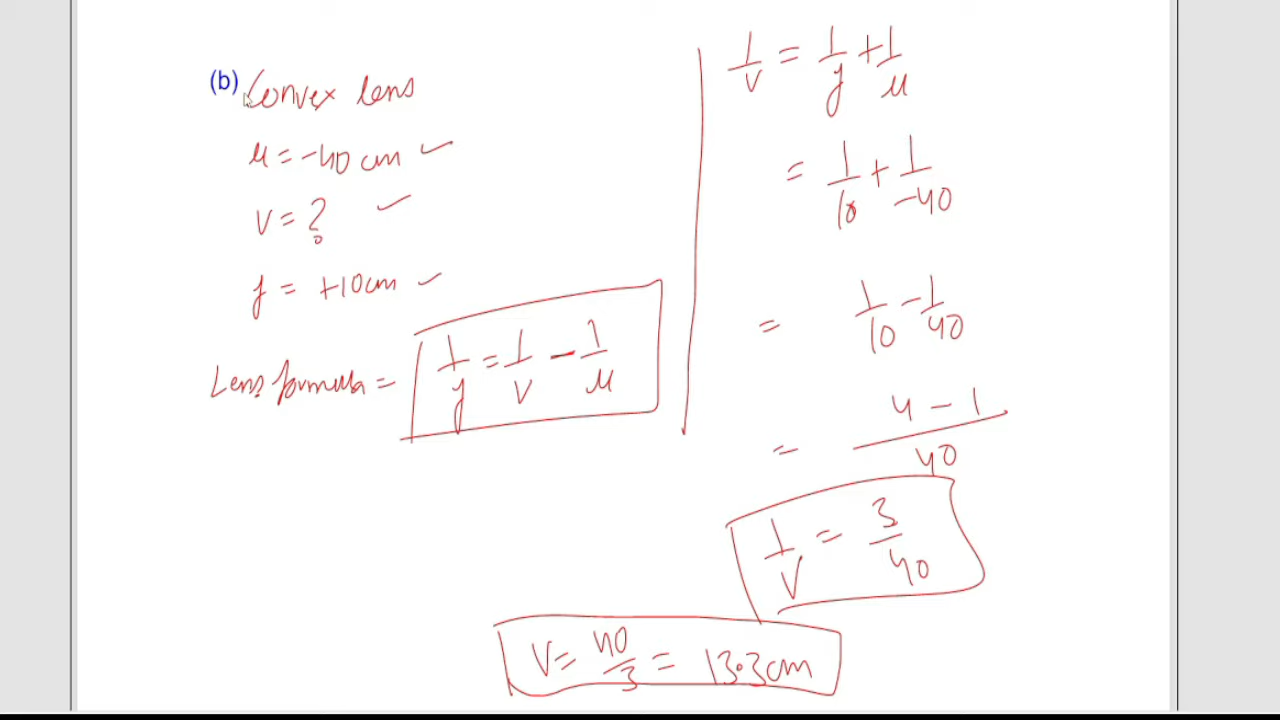 (b) Convex lens
u = -40 cm ✓
v = ? ✓
f = +10cm ✓
Lens formula = 1/f = 1/v - 1/u
1/v = 1/f + 1/u
= 1/10 + 1/-40
= 1/10 - 1/40
= 4 - 1/40
1/v = 3/40
v = 40/3 = 13.3cm